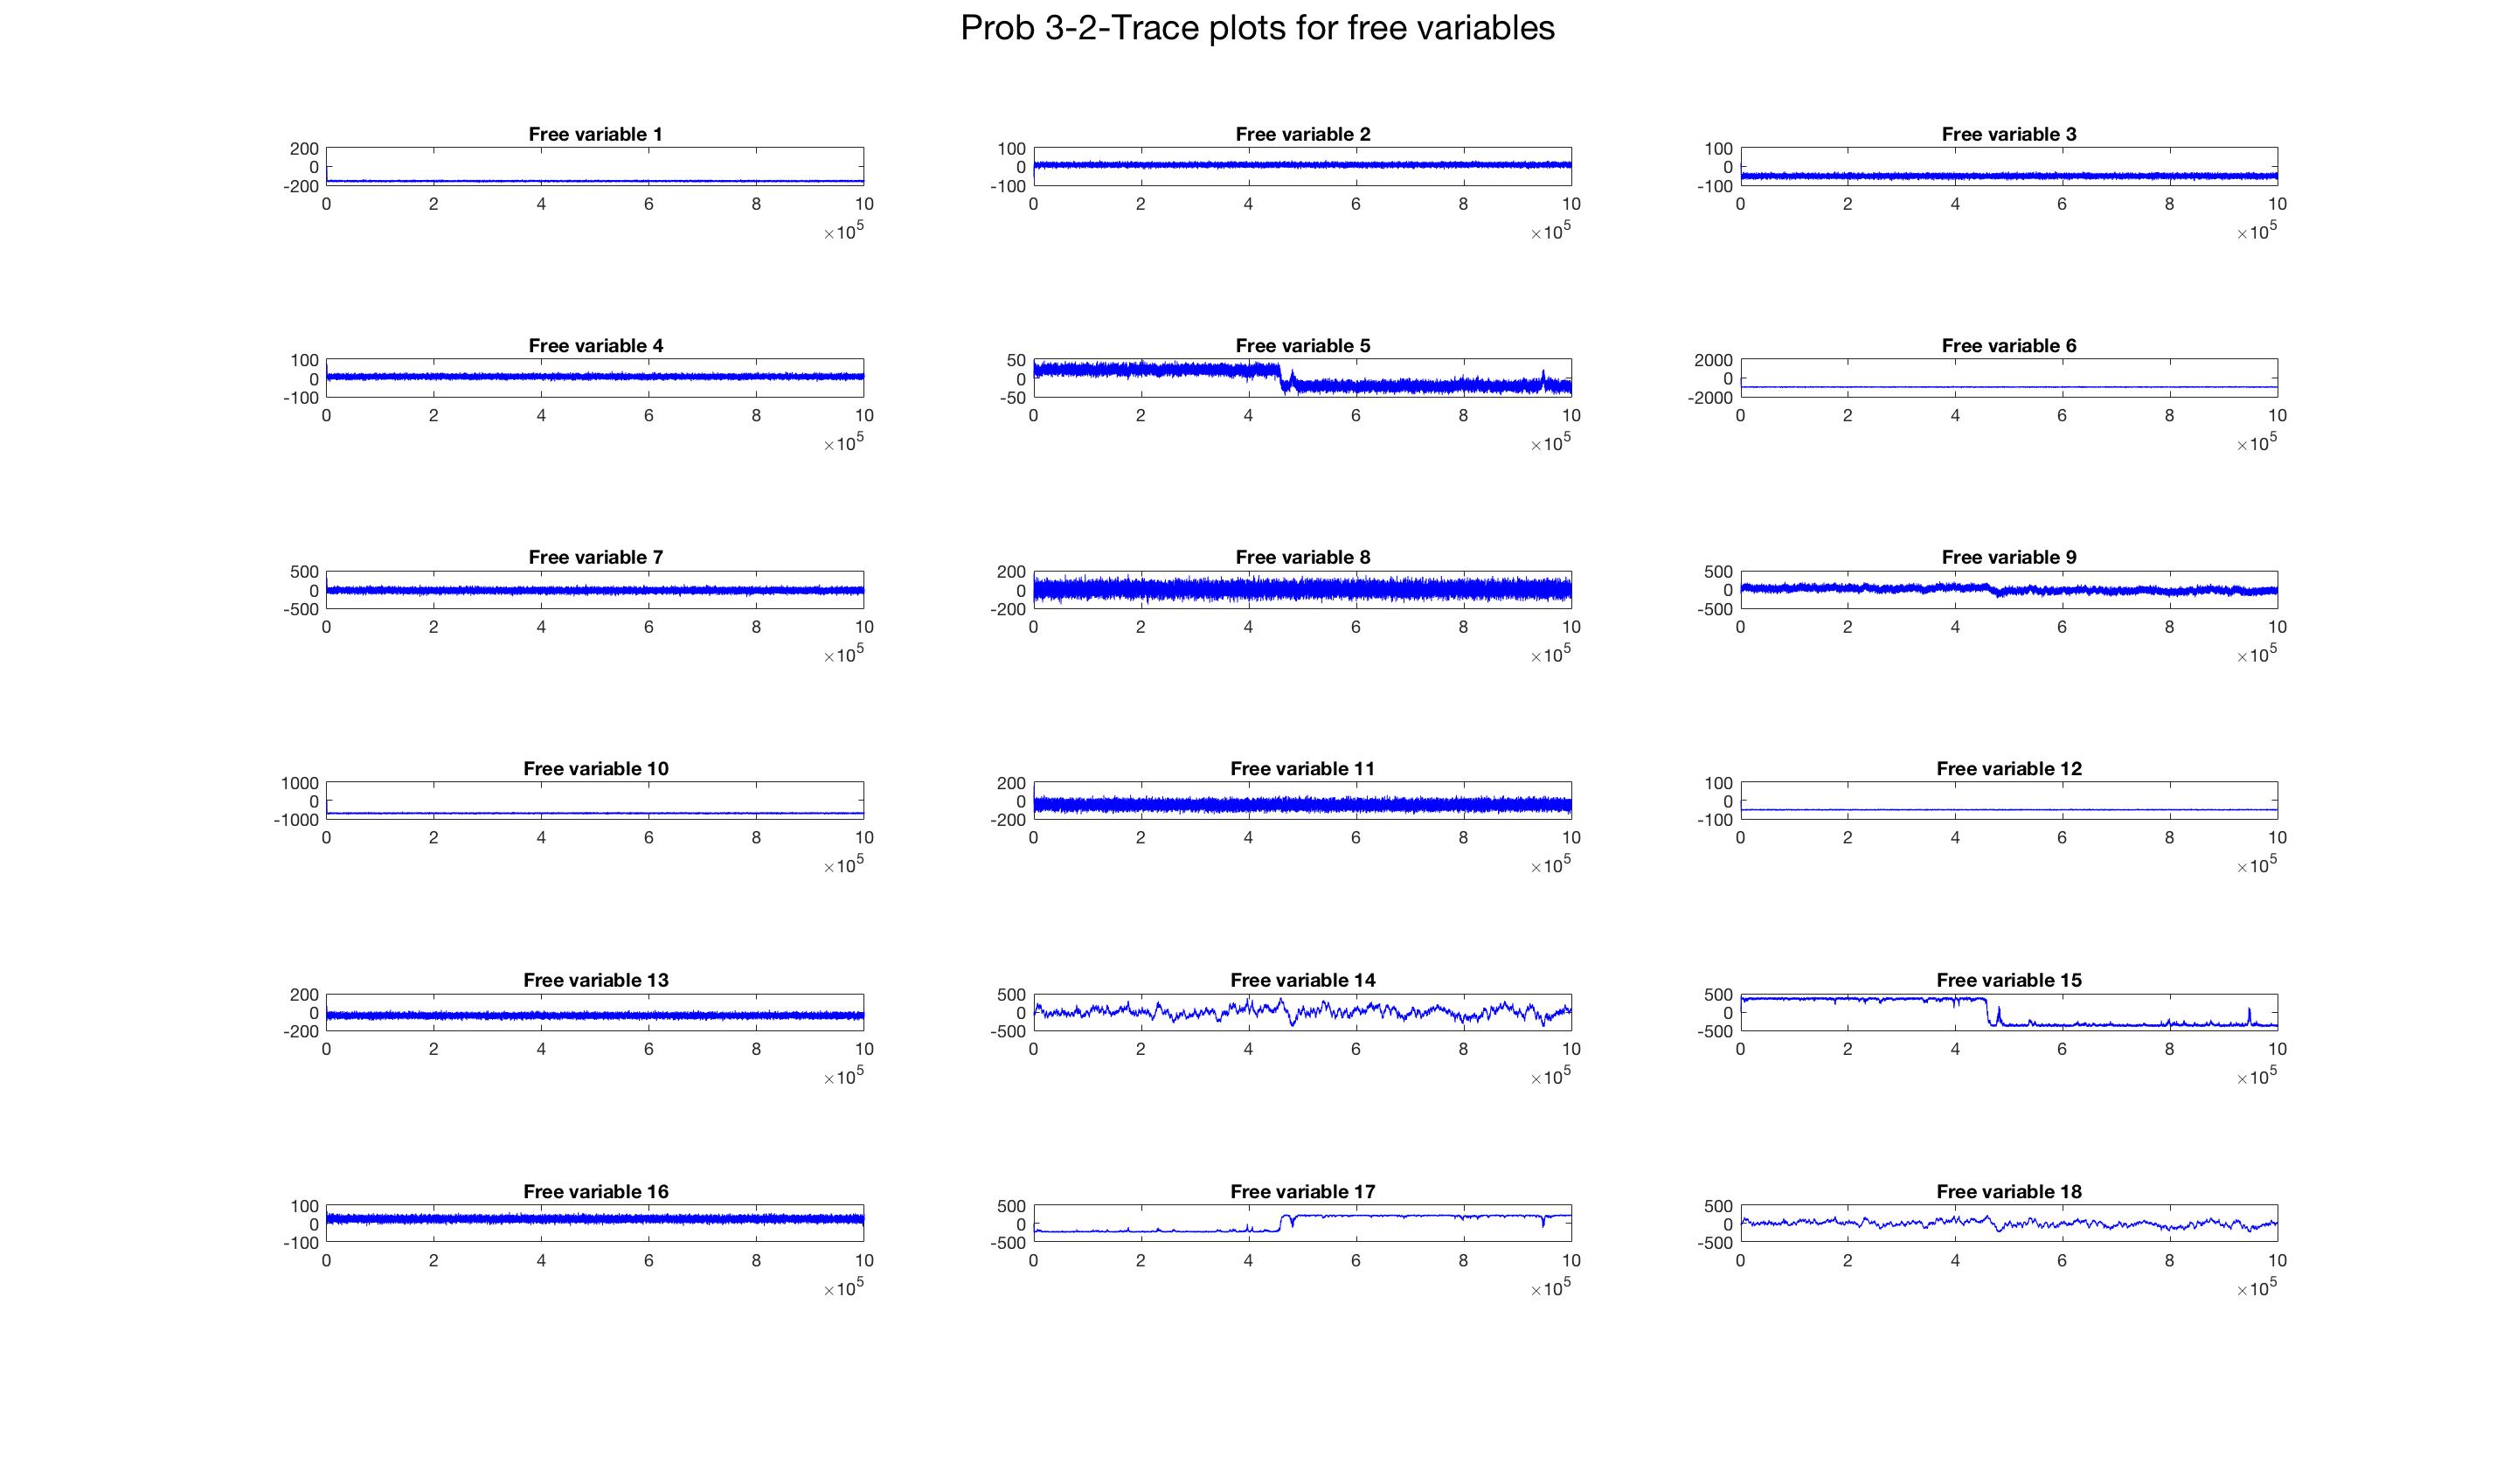 Prob 3-2-Trace plots for free variables
Free variable 1 Free variable 2 Free variable 3
200 100 100
0 0 0
-200 -100 -100
0 2 4 6 8 10 0 2 4 6 8 10 0 2 4 6 8 10
×10^5 ×10^5 ×10^5
Free variable 4 Free variable 5 Free variable 6
100 50 2000
0 0 0
-100 -50 -2000
0 2 4 6 8 10 0 2 4 6 8 10 0 2 4 6 8 10
×10^5 ×10^5 ×10^5
Free variable 7 Free variable 8 Free variable 9
500 200 500
0 0 0
-500 -200 -500
0 2 4 6 8 10 0 2 4 6 8 10 0 2 4 6 8 10
×10^5 ×10^5 ×10^5
Free variable 10 Free variable 11 Free variable 12
1000 200 100
0 0 0
-1000 -200 -100
0 2 4 6 8 10 0 2 4 6 8 10 0 2 4 6 8 10
×10^5 ×10^5 ×10^5
Free variable 13 Free variable 14 Free variable 15
200 500 500
0 0 0
-200 -500 -500
0 2 4 6 8 10 0 2 4 6 8 10 0 2 4 6 8 10
×10^5 ×10^5 ×10^5
Free variable 16 Free variable 17 Free variable 18
100 500 500
0 0 0
-100 -500 -500
0 2 4 6 8 10 0 2 4 6 8 10 0 2 4 6 8 10
×10^5 ×10^5 ×10^5